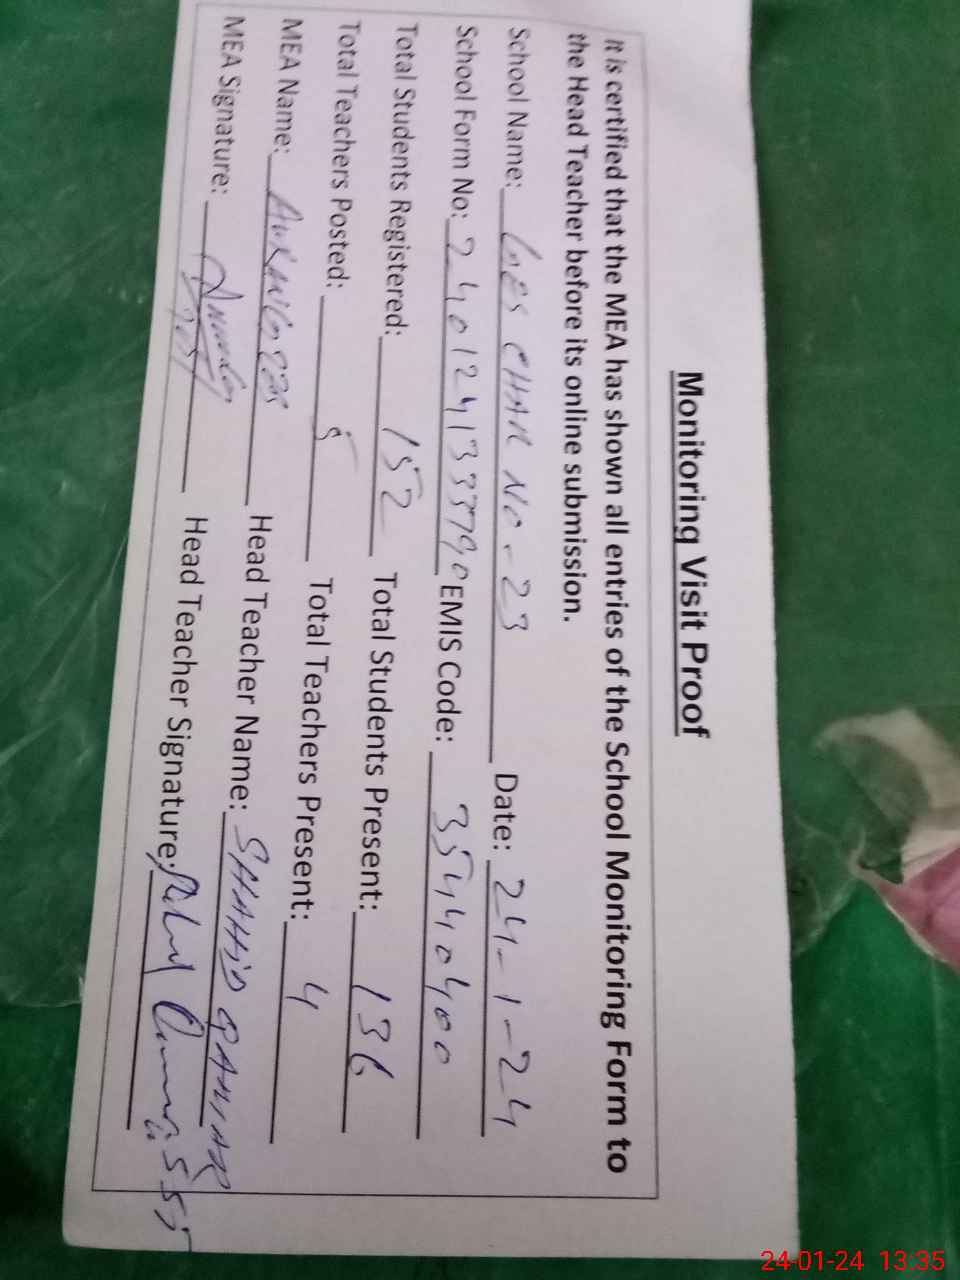 Monitoring Visit Proof
It is certified that the MEA has shown all entries of the School Monitoring Form to
the Head Teacher before its online submission.
School Name: GES CHAK NO-23 Date: 24-1-24
School Form No: EMIS Code: 35440400
Total Students Registered: 152 Total Students Present: 136
Total Teachers Posted: 5 Total Teachers Present: 4
MEA Name: AURANGZEB Head Teacher Name: SHAHID
MEA Signature: Head Teacher Signature:
24-01-24 13:35